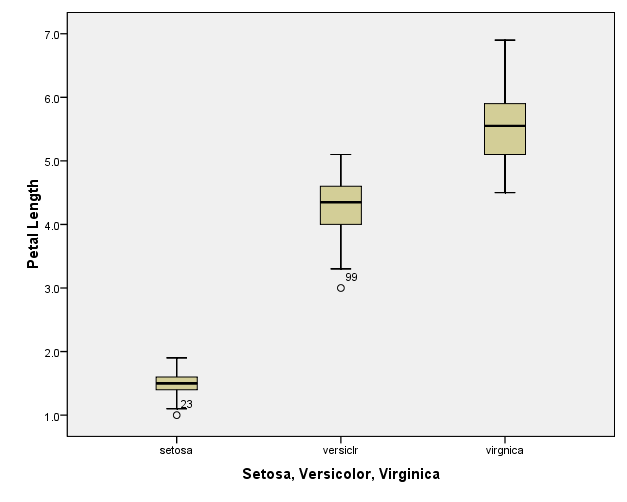 7.0
6.0
5.0
4.0
3.0
2.0
1.0
Petal Length
99
23
setosa
versiclr
virgnica
Setosa, Versicolor, Virginica